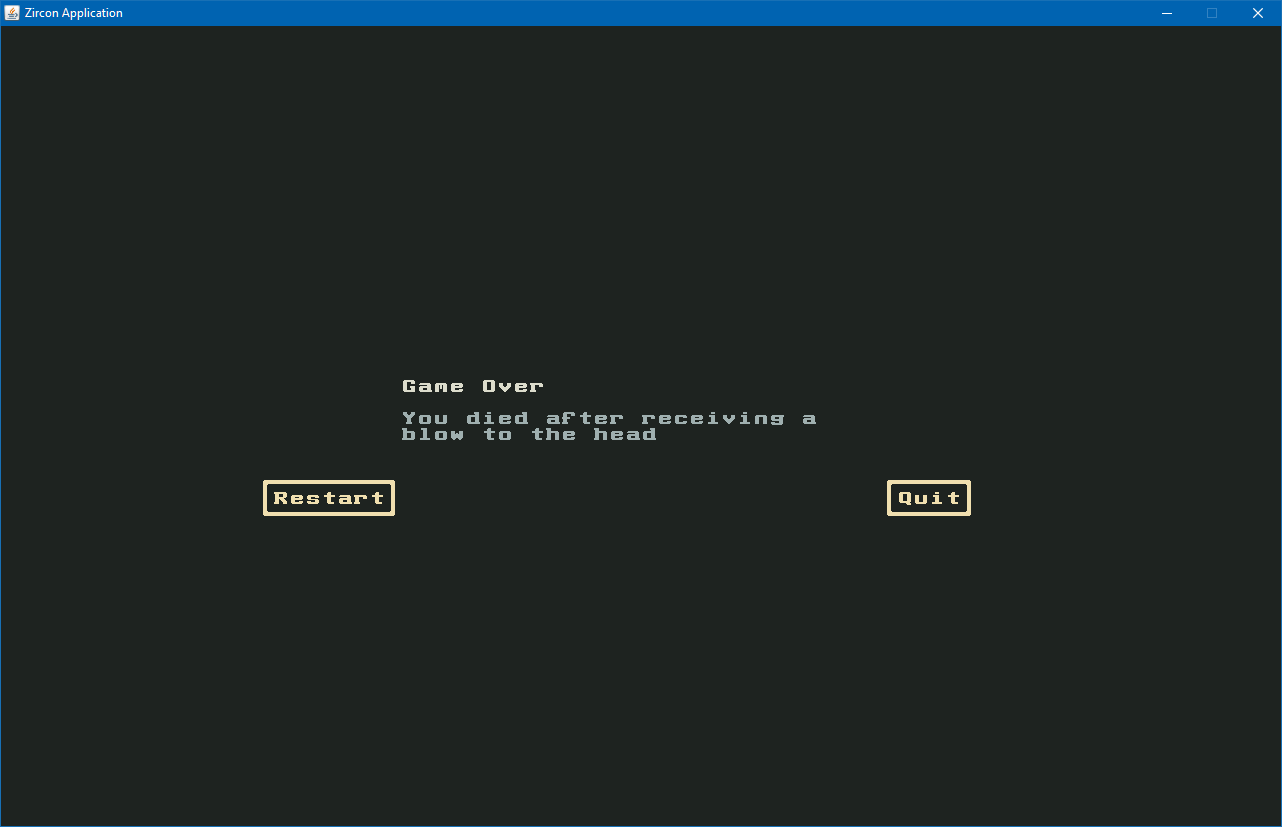 Zircon Application
Game Over
You died after receiving a
blow to the head
Restart
Quit